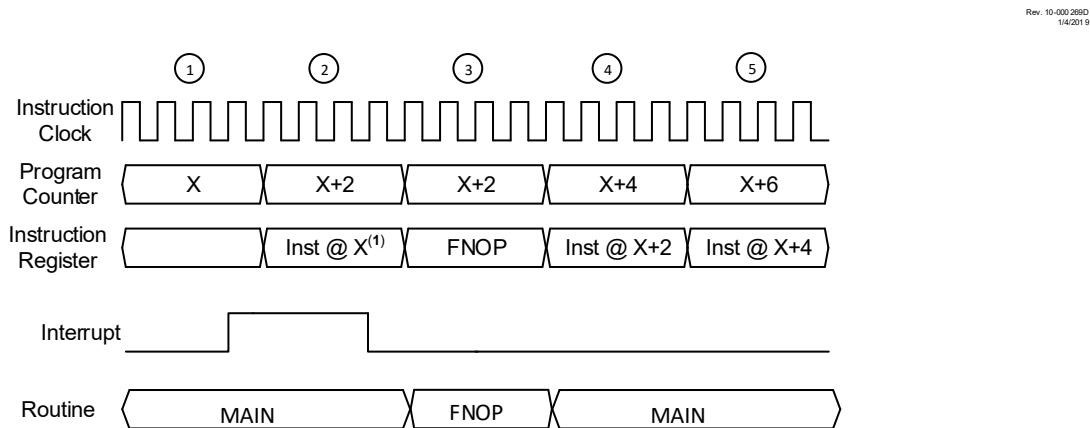 Rev. 10-000 269D
1/4/201 9
1 2 3 4 5
Instruction
Clock
Program
Counter
X X+2 X+2 X+4 X+6
Instruction
Register
Inst @ X(1) FNOP Inst @ X+2 Inst @ X+4
Interrupt
Routine
MAIN FNOP MAIN